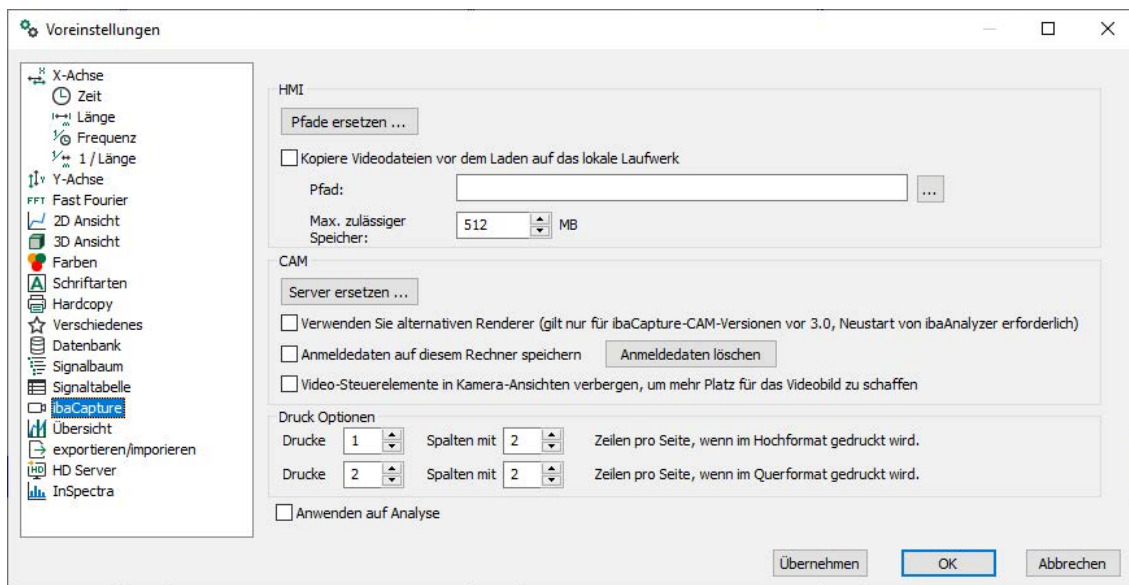 Voreinstellungen
X-Achse
Zeit
Länge
Frequenz
1 / Länge
Y-Achse
FFT Fast Fourier
2D Ansicht
3D Ansicht
Farben
A Schriftarten
Hardcopy
Verschiedenes
Datenbank
Signalbaum
Signaltabelle
ibaCapture
Übersicht
exportieren/importieren
HD HD Server
InSpectra
HMI
Pfade ersetzen ...
Kopiere Videodateien vor dem Laden auf das lokale Laufwerk
Pfad: ...
Max. zulässiger
Speicher: 512 MB
CAM
Server ersetzen ...
Verwenden Sie alternativen Renderer (gilt nur für ibaCapture-CAM-Versionen vor 3.0, Neustart von ibaAnalyzer erforderlich)
Anmeldedaten auf diesem Rechner speichern Anmeldedaten löschen
Video-Steuerelemente in Kamera-Ansichten verbergen, um mehr Platz für das Videobild zu schaffen
Druck Optionen
Drucke 1 Spalten mit 2 Zeilen pro Seite, wenn im Hochformat gedruckt wird.
Drucke 2 Spalten mit 2 Zeilen pro Seite, wenn im Querformat gedruckt wird.
Anwenden auf Analyse
Übernehmen OK Abbrechen